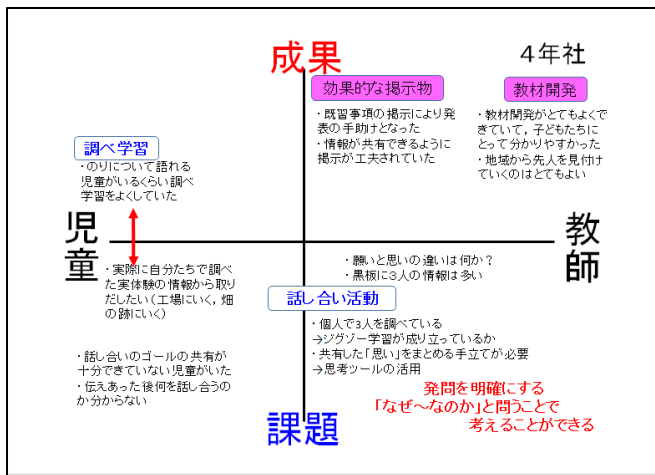 成果
4年社
効果的な掲示物
教材開発
・既習事項の掲示により発
表の手助けとなった
・情報が共有できるように
掲示が工夫されていた
・教材開発がとてもよくで
きていて，子どもたちに
とって分かりやすかった
・地域から先人を見付け
ていくのはとてもよい
調べ学習
・のりについて語れる
児童がいるくらい調べ
学習をよくしていた
児童
教師
・実際に自分たちで調べ
た実体験の情報から取り
だしたい（工場にいく，畑
の跡にいく）
・願いと思いの違いは何か？
・黒板に3人の情報は多い
話し合い活動
・個人で3人を調べている
→ジグソー学習が成り立っているか
・共有した「思い」をまとめる手立てが必要
→思考ツールの活用
・話し合いのゴールの共有が
十分できていない児童がいた
・伝えあった後何を話し合うの
か分からない
発問を明確にする
「なぜ～なのか」と問うことで
考えることができる
課題